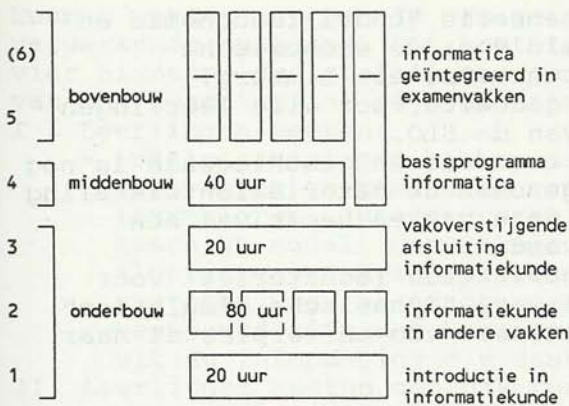 (6)
informatica
geïntegreerd in
bovenbouw
examenvakken
5
basisprogramma
4 middenbouw 40 uur
informatica
vakoverstijgende
3 20 uur afsluiting
informatiekunde
80 uur
2 onderbouw informatiekunde
in andere vakken
1 20 uur introductie in
informatiekunde